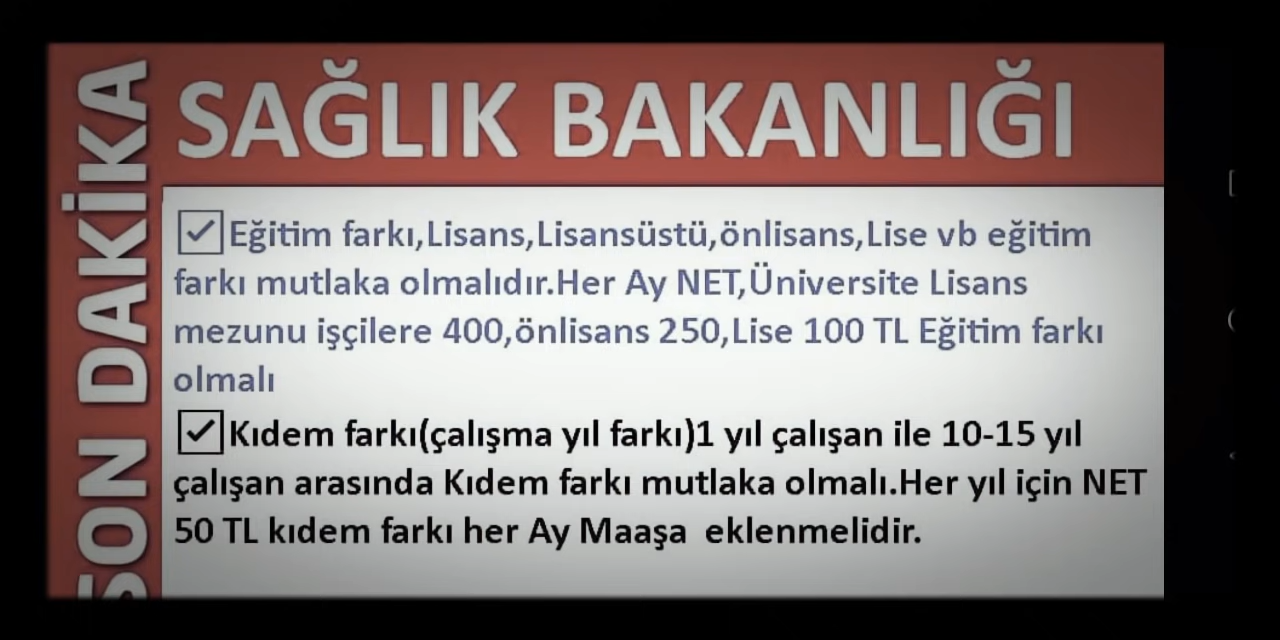 SON DAKİKA
SAĞLIK BAKANLIĞI
Eğitim farkı,Lisans,Lisansüstü,önlisans,Lise vb eğitim
farkı mutlaka olmalıdır.Her Ay NET,Üniversite Lisans
mezunu işçilere 400,önlisans 250,Lise 100 TL Eğitim farkı
olmalı
Kıdem farkı(çalışma yıl farkı)1 yıl çalışan ile 10-15 yıl
çalışan arasında Kıdem farkı mutlaka olmalı.Her yıl için NET
50 TL kıdem farkı her Ay Maaşa eklenmelidir.